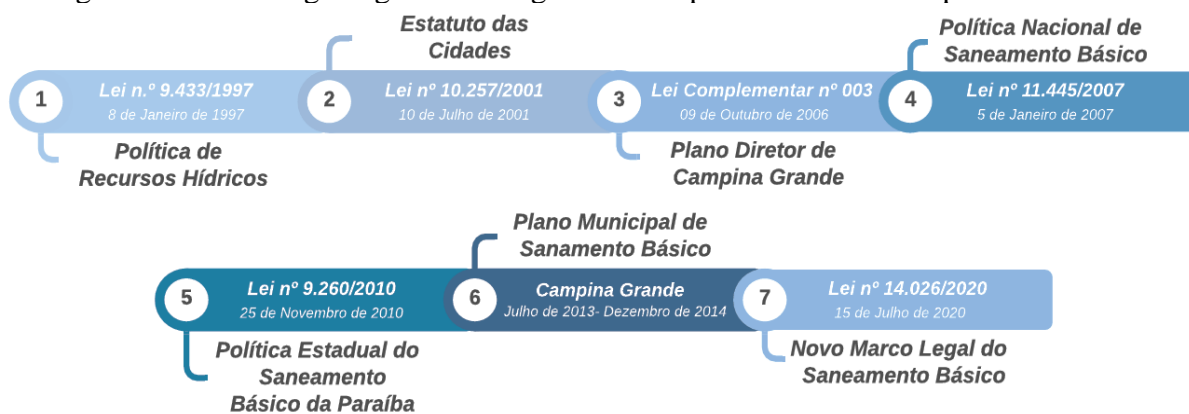 Estatuto das
Cidades
Política Nacional de
Saneamento Básico
1
Lei n.º 9.433/1997
8 de Janeiro de 1997
2
Lei nº 10.257/2001
10 de Julho de 2001
3
Lei Complementar nº 003
09 de Outubro de 2006
4
Lei nº 11.445/2007
5 de Janeiro de 2007
Política de
Recursos Hídricos
Plano Diretor de
Campina Grande
Plano Municipal de
Sanamento Básico
5
Lei nº 9.260/2010
25 de Novembro de 2010
6
Campina Grande
Julho de 2013- Dezembro de 2014
7
Lei nº 14.026/2020
15 de Julho de 2020
Política Estadual do
Saneamento
Básico da Paraíba
Novo Marco Legal do
Saneamento Básico